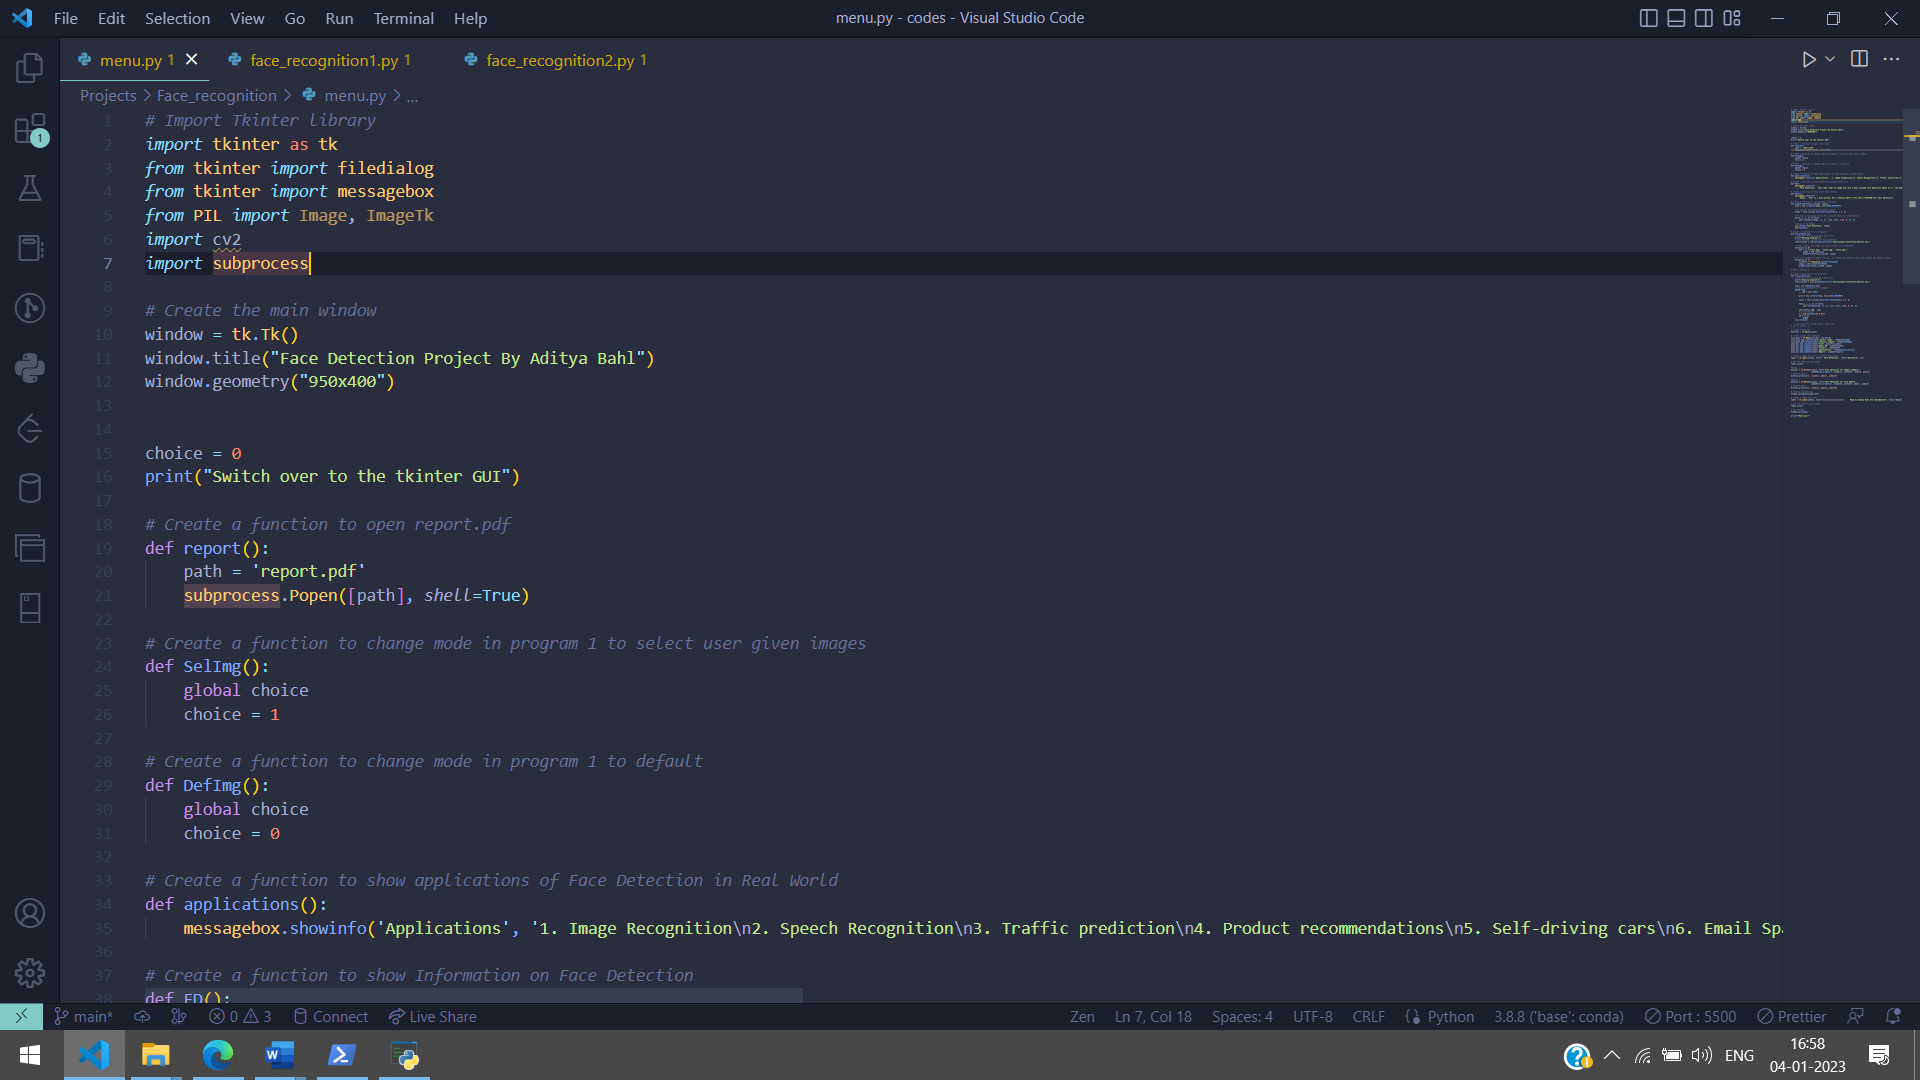 File Edit Selection View Go Run Terminal Help
menu.py - codes - Visual Studio Code
menu.py 1 face_recognition1.py 1 face_recognition2.py 1
Projects > Face_recognition > menu.py > ...
1 # Import Tkinter library
2 import tkinter as tk
3 from tkinter import filedialog
4 from tkinter import messagebox
5 from PIL import Image, ImageTk
6 import cv2
7 import subprocess
8
9 # Create the main window
10 window = tk.Tk()
11 window.title("Face Detection Project By Aditya Bahl")
12 window.geometry("950x400")
13
14
15 choice = 0
16 print("Switch over to the tkinter GUI")
17
18 # Create a function to open report.pdf
19 def report():
20 path = 'report.pdf'
21 subprocess.Popen([path], shell=True)
22
23 # Create a function to change mode in program 1 to select user given images
24 def SelImg():
25 global choice
26 choice = 1
27
28 # Create a function to change mode in program 1 to default
29 def DefImg():
30 global choice
31 choice = 0
32
33 # Create a function to show applications of Face Detection in Real World
34 def applications():
35 messagebox.showinfo('Applications', '1. Image Recognition\n2. Speech Recognition\n3. Traffic prediction\n4. Product recommendations\n5. Self-driving cars\n6. Email Sp
36
37 # Create a function to show Information on Face Detection
38 def FD():
main* 0 3 Connect Live Share Zen Ln 7, Col 18 Spaces: 4 UTF-8 CRLF Python 3.8.8 ('base': conda) Port : 5500 Prettier
ENG 16:58
04-01-2023